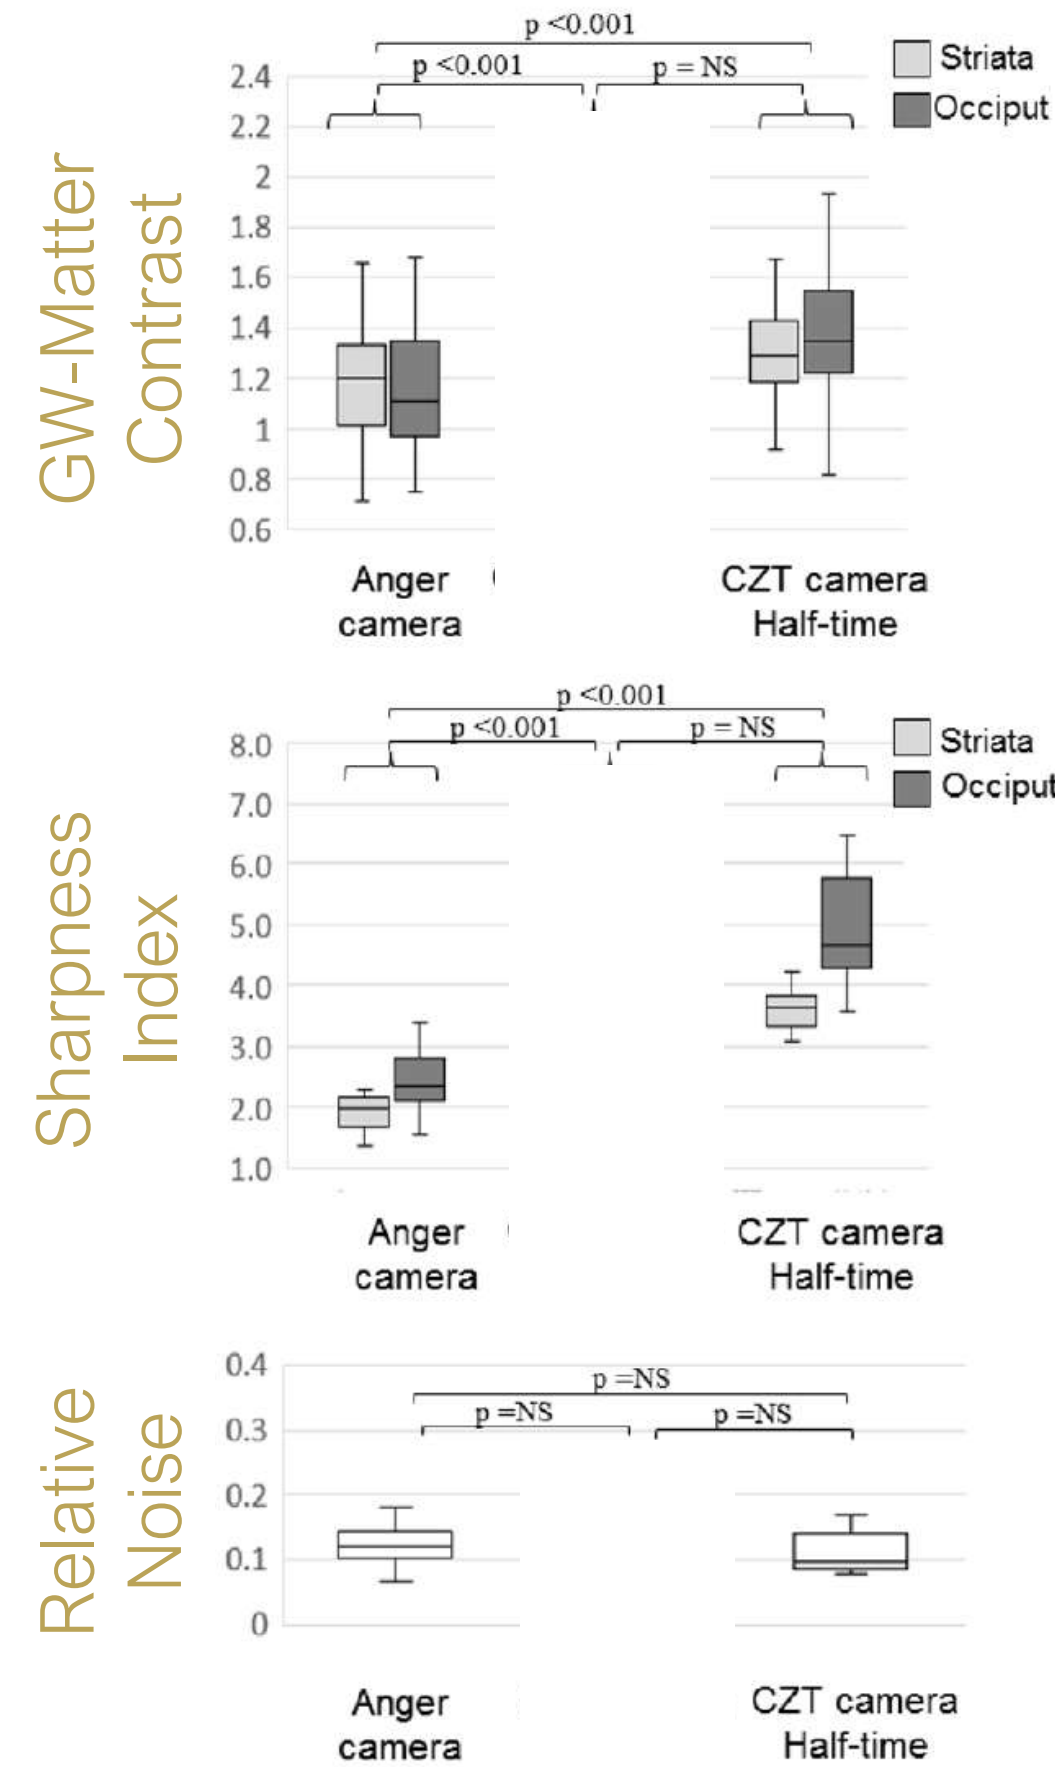 p <0.001
p <0.001
p = NS
Striata
Occiput
GW-Matter
Contrast
2.4
2.2
2
1.8
1.6
1.4
1.2
1
0.8
0.6
Anger
camera
CZT camera
Half-time
p <0.001
p <0.001
p = NS
Striata
Occiput
Sharpness
Index
8.0
7.0
6.0
5.0
4.0
3.0
2.0
1.0
Anger
camera
CZT camera
Half-time
Relative
Noise
0.4
0.3
0.2
0.1
0
p =NS
p =NS
p =NS
Anger
camera
CZT camera
Half-time